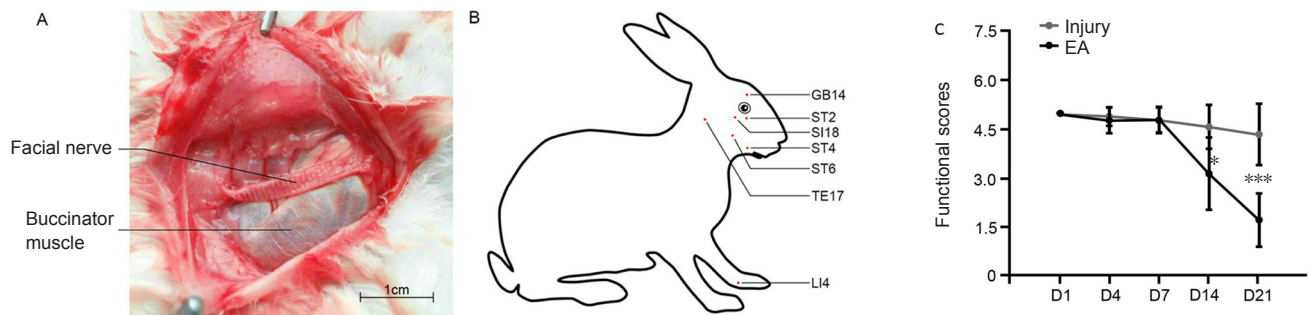 A
Facial nerve
Buccinator
muscle
1cm
B
GB14
ST2
SI18
ST4
ST6
TE17
LI4
C
Injury
EA
Functional scores
7.5
6.0
4.5
3.0
1.5
0
*
***
D1 D4 D7 D14 D21